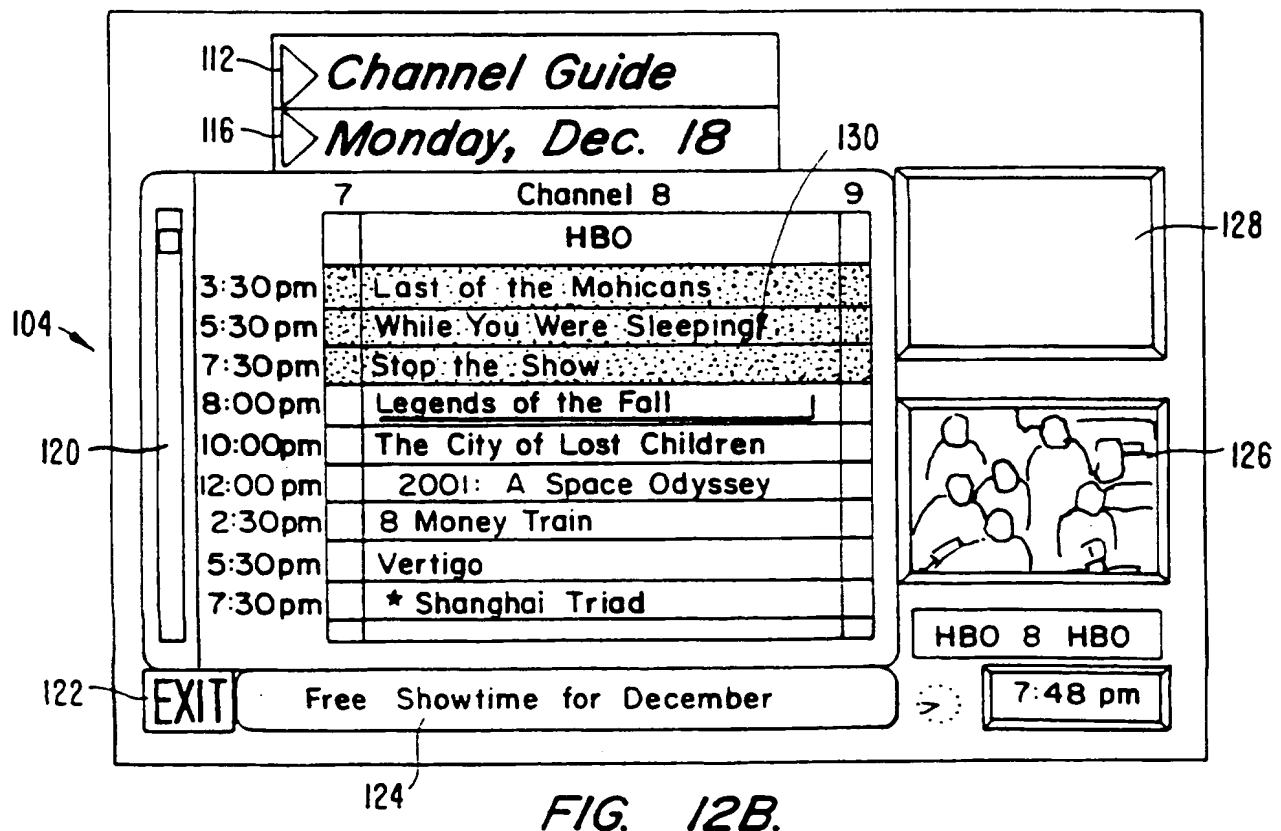 112 Channel Guide
116 Monday, Dec. 18
130
7 Channel 8 9
HBO
128
3:30pm Last of the Mohicans
104
5:30pm While You Were Sleeping
7:30pm Stop the Show
8:00pm Legends of the Fall
120
10:00pm The City of Lost Children
126
12:00 pm 2001: A Space Odyssey
2:30pm 8 Money Train
5:30pm Vertigo
7:30pm * Shanghai Triad
HBO 8 HBO
122 EXIT Free Showtime for December 7:48 pm
124
FIG. 12B.